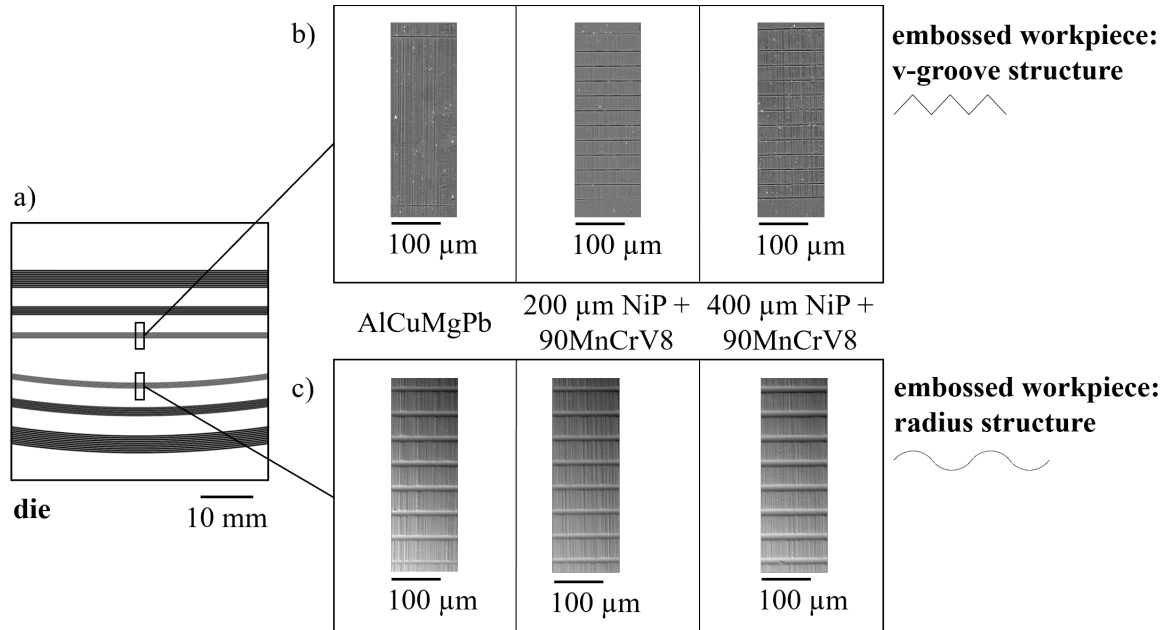 a)
die
10 mm
b)
100 µm
100 µm
100 µm
embossed workpiece:
v-groove structure
AlCuMgPb
200 µm NiP +
90MnCrV8
400 µm NiP +
90MnCrV8
c)
100 µm
100 µm
100 µm
embossed workpiece:
radius structure